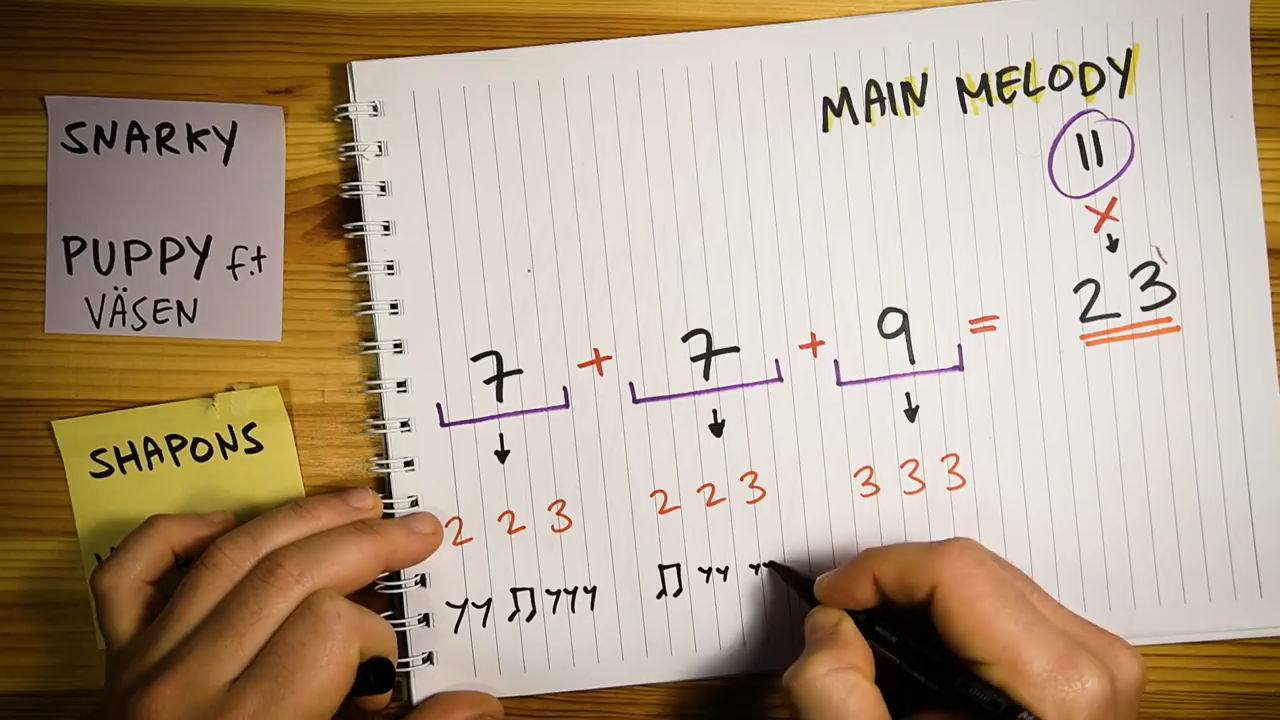 SNARKY
PUPPY f.t
VÄSEN
SHAPONS
MAIN MELODY
11
x
23
7 + 7 + 9 =
2 2 3 2 2 3 3 3 3